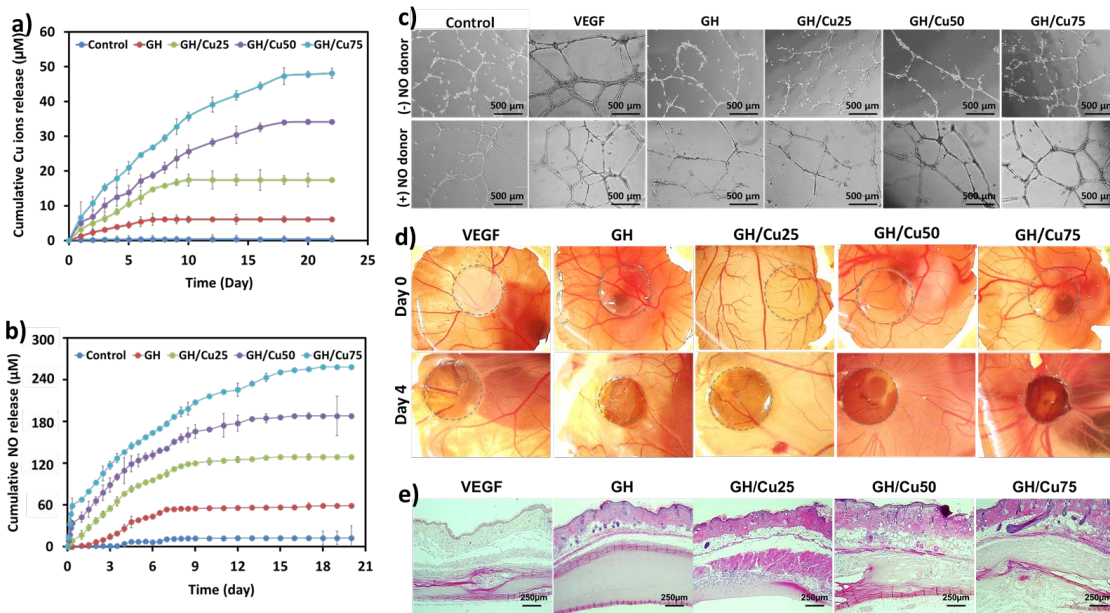 a)
Cumulative Cu ions release (µM)
60
50
40
30
20
10
0
Control GH GH/Cu25 GH/Cu50 GH/Cu75
0 5 10 15 20 25
Time (Day)
b)
Cumulative NO release (µM)
300
240
180
120
60
0
Control GH GH/Cu25 GH/Cu50 GH/Cu75
0 5 9 15 20
Time (day)
c)
Control VEGF GH GH/Cu25 GH/Cu50 GH/Cu75
(-) NO donor
500 µm 500 µm 500 µm 500 µm 500 µm 500 µm
(+) NO donor
500 µm 500 µm 500 µm 500 µm 500 µm 500 µm
d)
VEGF GH GH/Cu25 GH/Cu50 GH/Cu75
Day 0
Day 4
e)
VEGF GH GH/Cu25 GH/Cu50 GH/Cu75
250µm 250µm 250µm 250µm 250µm